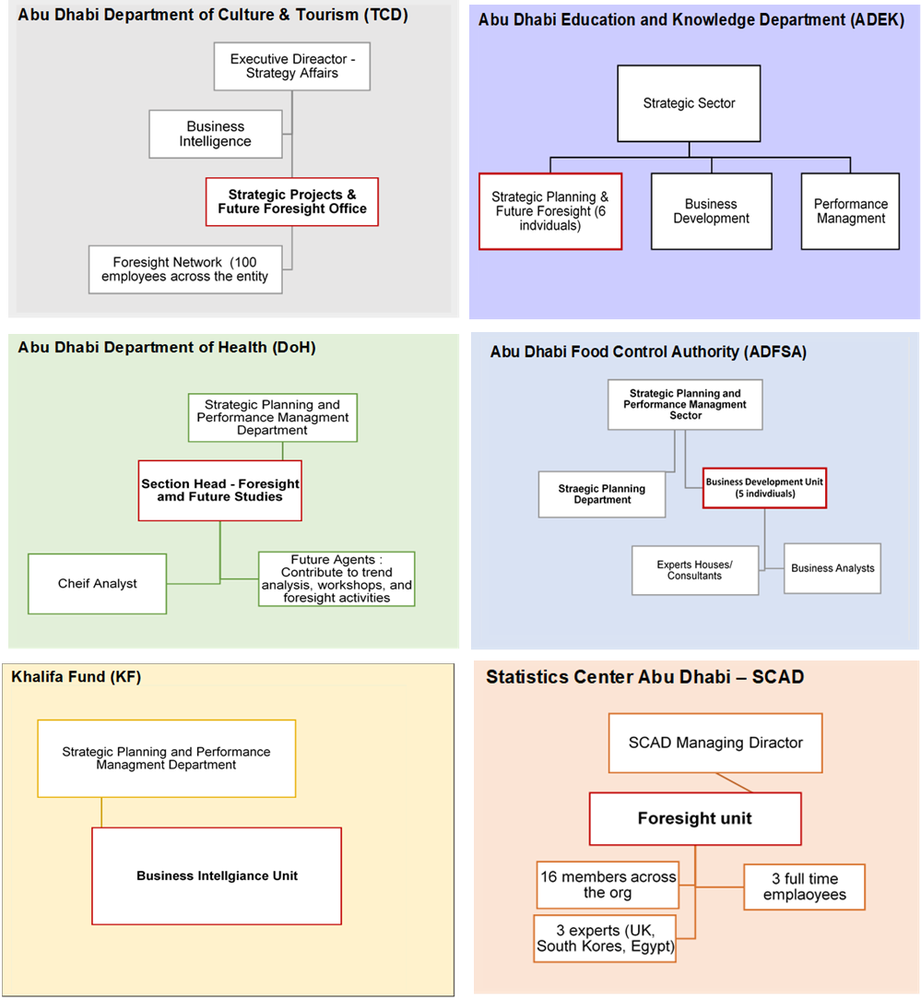 Abu Dhabi Department of Culture & Tourism (TCD)
Executive Direactor -
Strategy Affairs
Business
Intelligence
Strategic Projects &
Future Foresight Office
Foresight Network  (100
employees across the entity
Abu Dhabi Education and Knowledge Department (ADEK)
Strategic Sector
Strategic Planning &
Future Foresight (6
indviduals)
Business
Development
Performance
Managment
Abu Dhabi Department of Health (DoH)
Strategic Planning and
Performance Managment
Department
Section Head - Foresight
amd Future Studies
Cheif Analyst
Future Agents :
Contribute to trend
analysis, workshops, and
foresight activities
Abu Dhabi Food Control Authority (ADFSA)
Strategic Planning and
Performance Managment
Sector
Straegic Planning
Department
Business Development Unit
(5 indivdiuals)
Experts Houses/
Consultants
Business Analysts
Khalifa Fund (KF)
Strategic Planning and Performance
Managment Department
Business Intellgiance Unit
Statistics Center Abu Dhabi – SCAD
SCAD Managing Diractor
Foresight unit
16 members across
the org
3 full time
emplaoyees
3 experts (UK,
South Kores, Egypt)